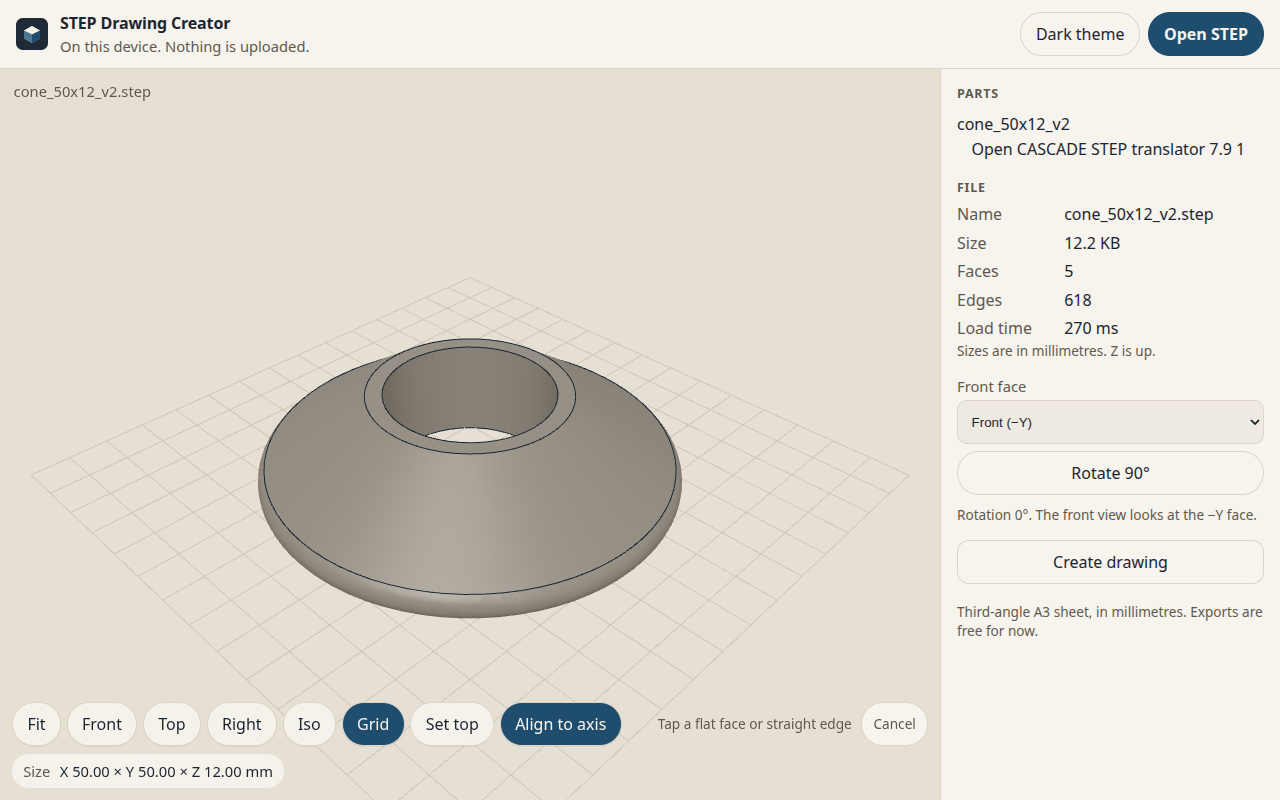 STEP Drawing Creator
On this device. Nothing is uploaded.
Dark theme
Open STEP
cone_50x12_v2.step
PARTS
cone_50x12_v2
Open CASCADE STEP translator 7.9 1
FILE
Name cone_50x12_v2.step
Size 12.2 KB
Faces 5
Edges 618
Load time 270 ms
Sizes are in millimetres. Z is up.
Front face
Front (−Y)
Rotate 90°
Rotation 0°. The front view looks at the −Y face.
Create drawing
Third-angle A3 sheet, in millimetres. Exports are
free for now.
Fit Front Top Right Iso Grid Set top Align to axis Tap a flat face or straight edge Cancel
Size X 50.00 × Y 50.00 × Z 12.00 mm